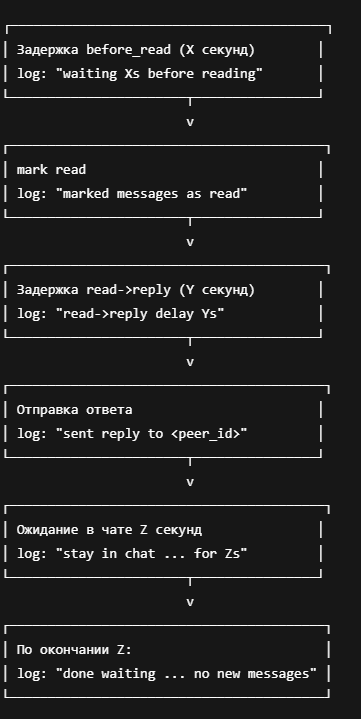 Задержка before_read (X секунд)
log: "waiting Xs before reading"
v
mark read
log: "marked messages as read"
v
Задержка read->reply (Y секунд)
log: "read->reply delay Ys"
v
Отправка ответа
log: "sent reply to <peer_id>"
v
Ожидание в чате Z секунд
log: "stay in chat ... for Zs"
v
По окончании Z:
log: "done waiting ... no new messages"